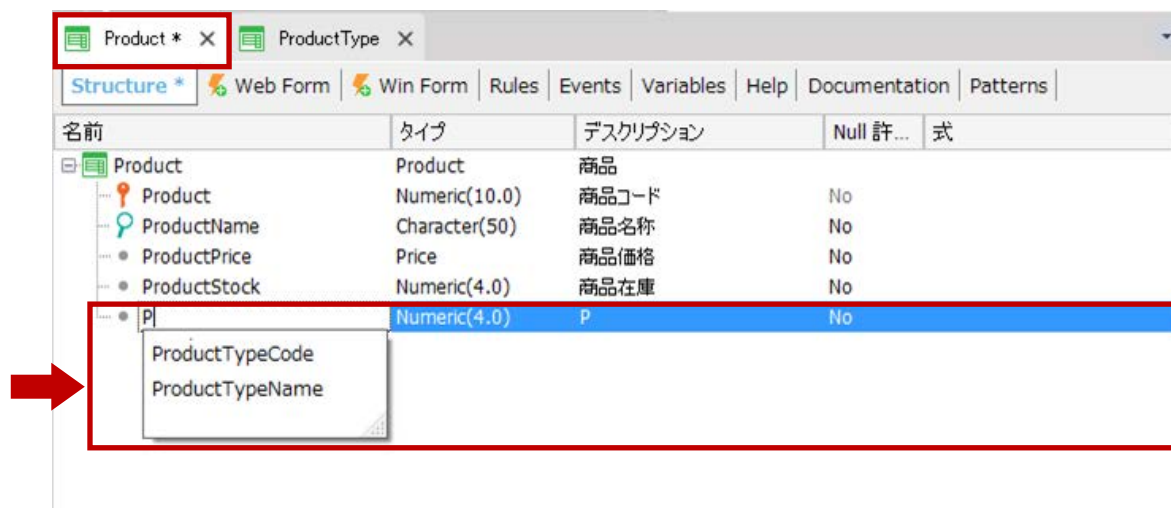 Product * ProductType
Structure * Web Form Win Form Rules Events Variables Help Documentation Patterns
名前 タイプ デスクリプション Null 許... 式
Product Product 商品
Product Numeric(10.0) 商品コード No
ProductName Character(50) 商品名称 No
ProductPrice Price 商品価格 No
ProductStock Numeric(4.0) 商品在庫 No
P Numeric(4.0) P No
ProductTypeCode
ProductTypeName